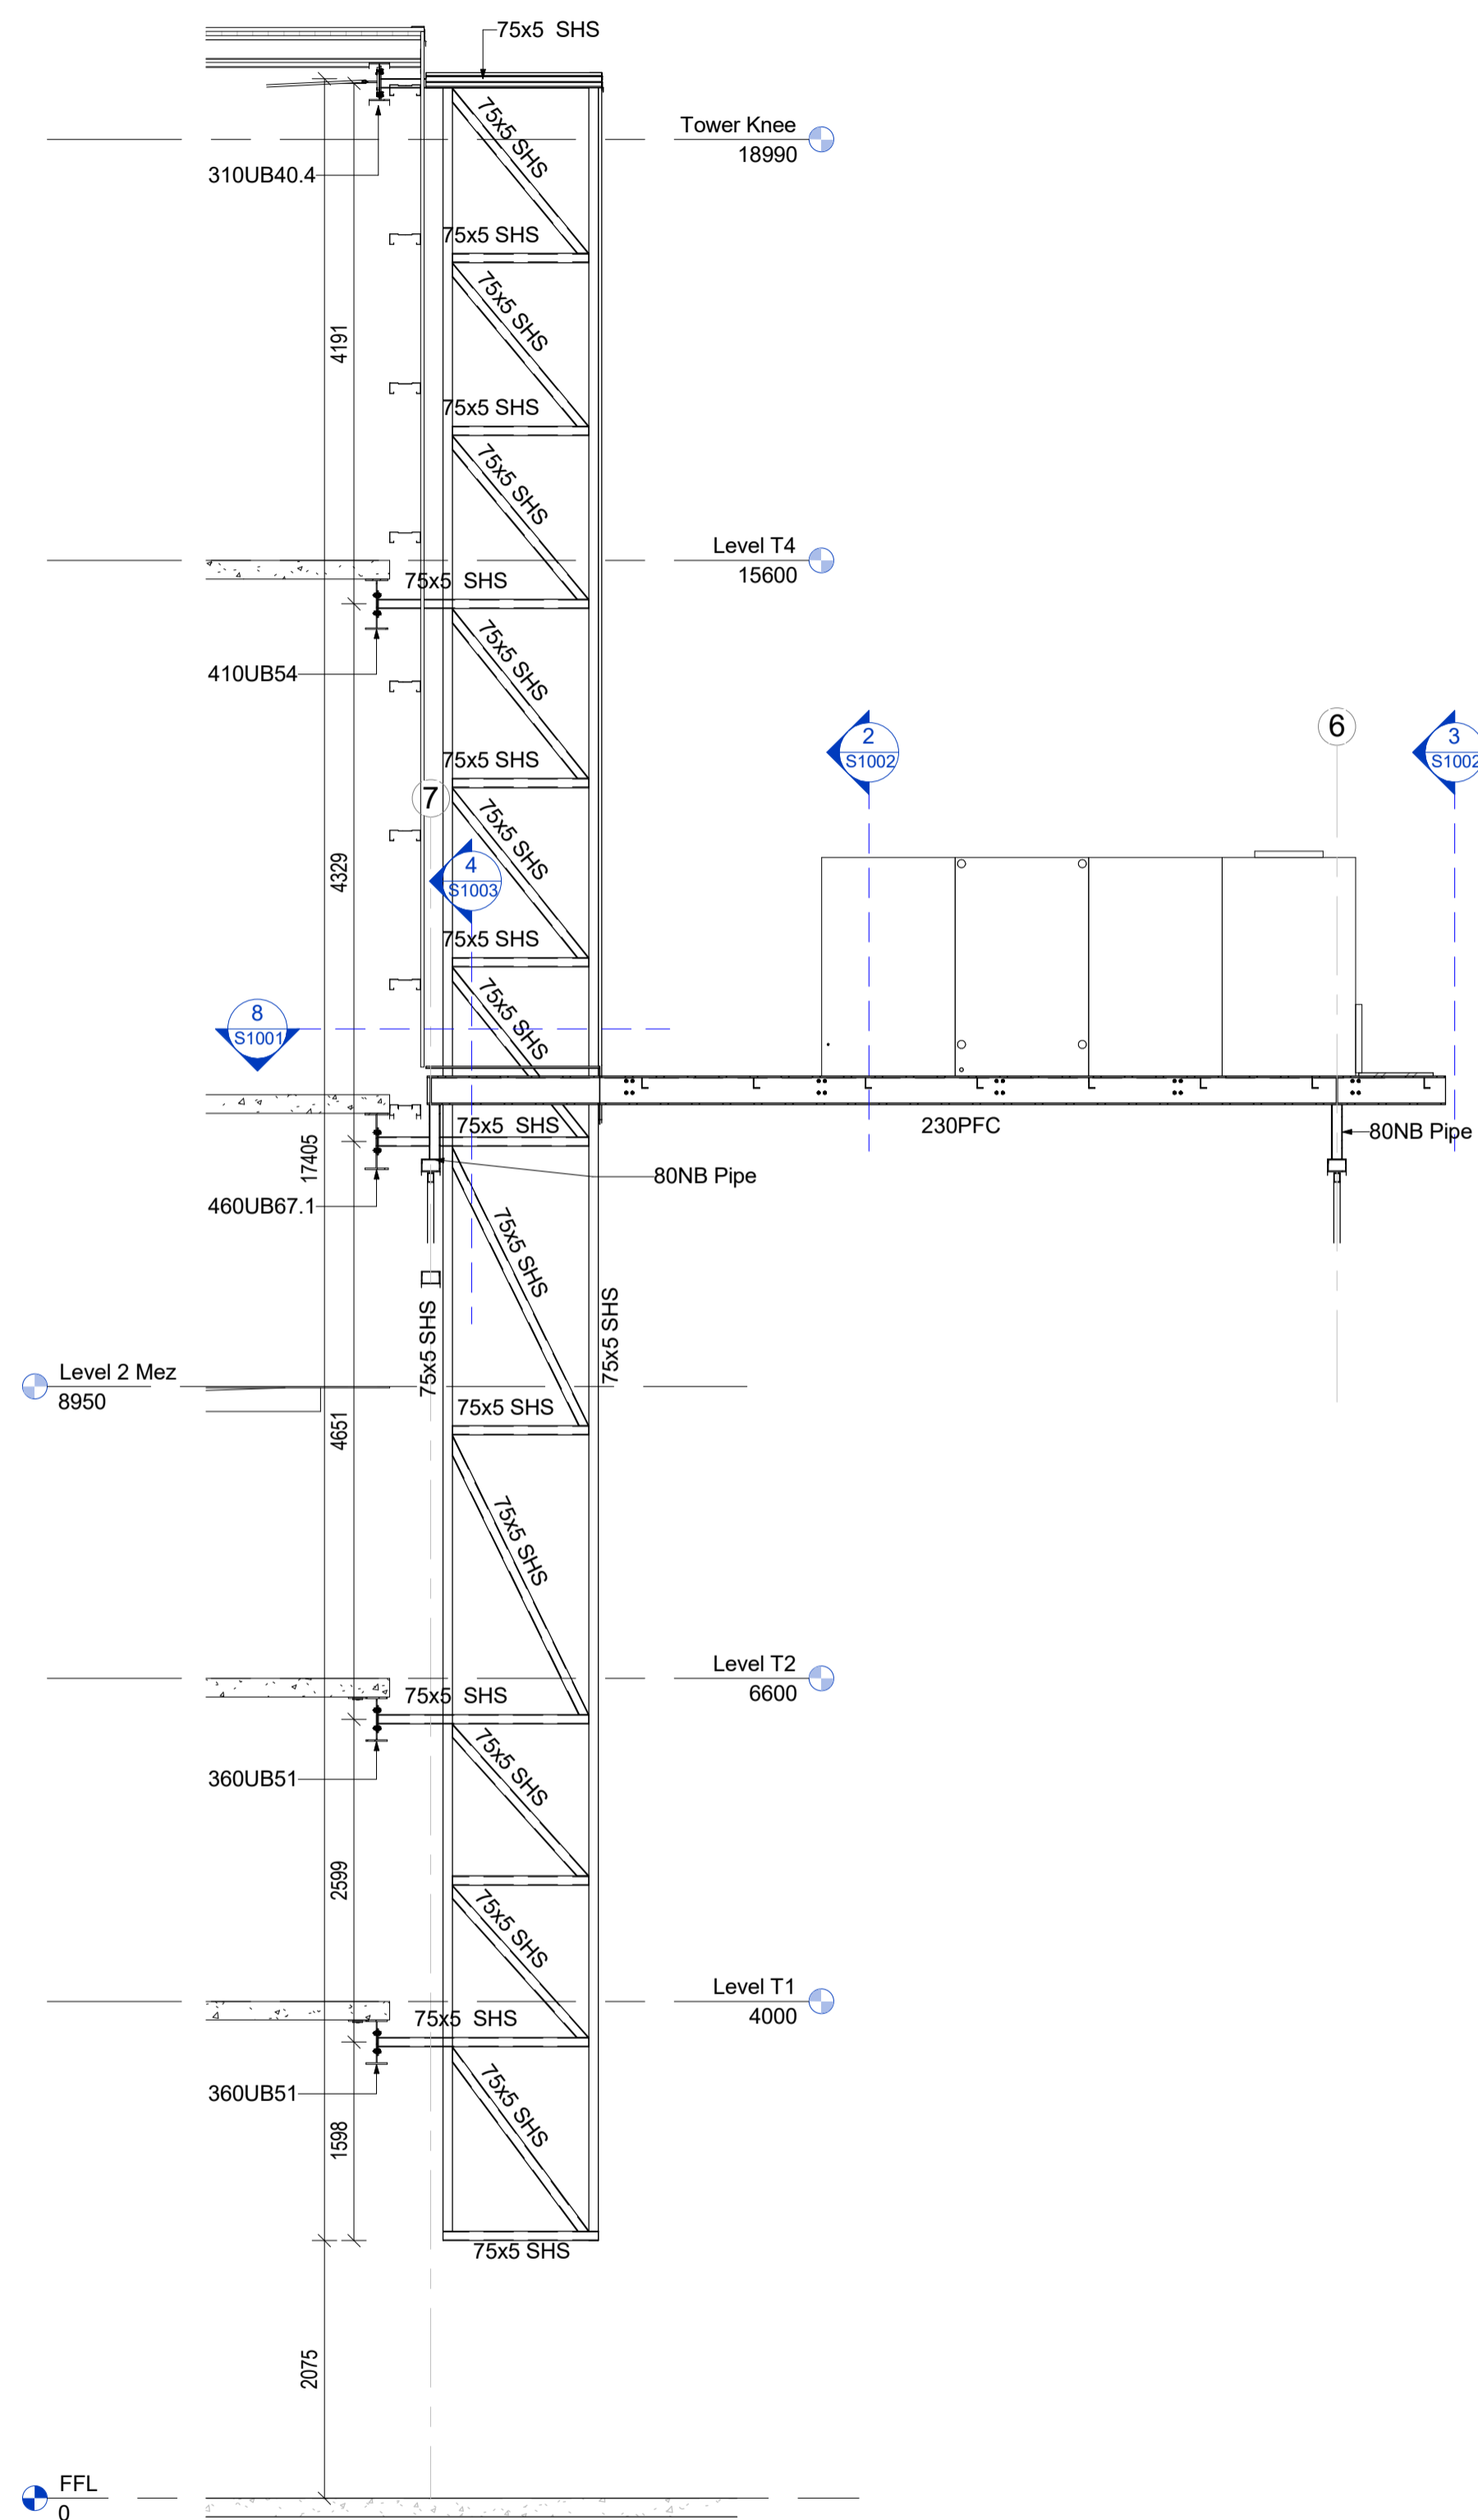 75x5  SHS
Tower Knee
18990
75x5 SHS
310UB40.4
75x5 SHS
75x5 SHS
4191
75x5 SHS
75x5 SHS
Level T4
15600
75x5  SHS
410UB54
75x5 SHS
2
S1002
6
3
S1002
75x5 SHS
7
75x5 SHS
4329
4
S1003
75x5 SHS
75x5 SHS
8
S1001
230PFC
75x5  SHS
80NB Pipe
17405
80NB Pipe
460UB67.1
75x5 SHS
75x5 SHS
75x5 SHS
Level 2 Mez
8950
75x5 SHS
4651
75x5 SHS
Level T2
6600
75x5  SHS
75x5 SHS
360UB51
2599
75x5 SHS
Level T1
4000
75x5  SHS
360UB51
75x5 SHS
1598
75x5 SHS
2075
FFL
0